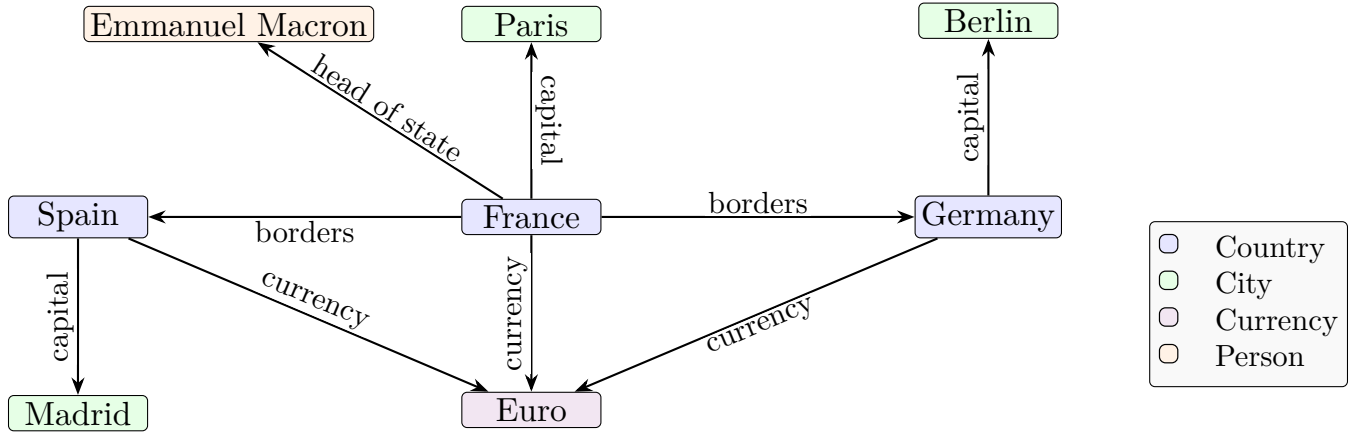 Emmanuel Macron
Paris
Berlin
head of state
capital
capital
Spain
France
Germany
borders
borders
capital
currency
currency
currency
Madrid
Euro
Country
City
Currency
Person